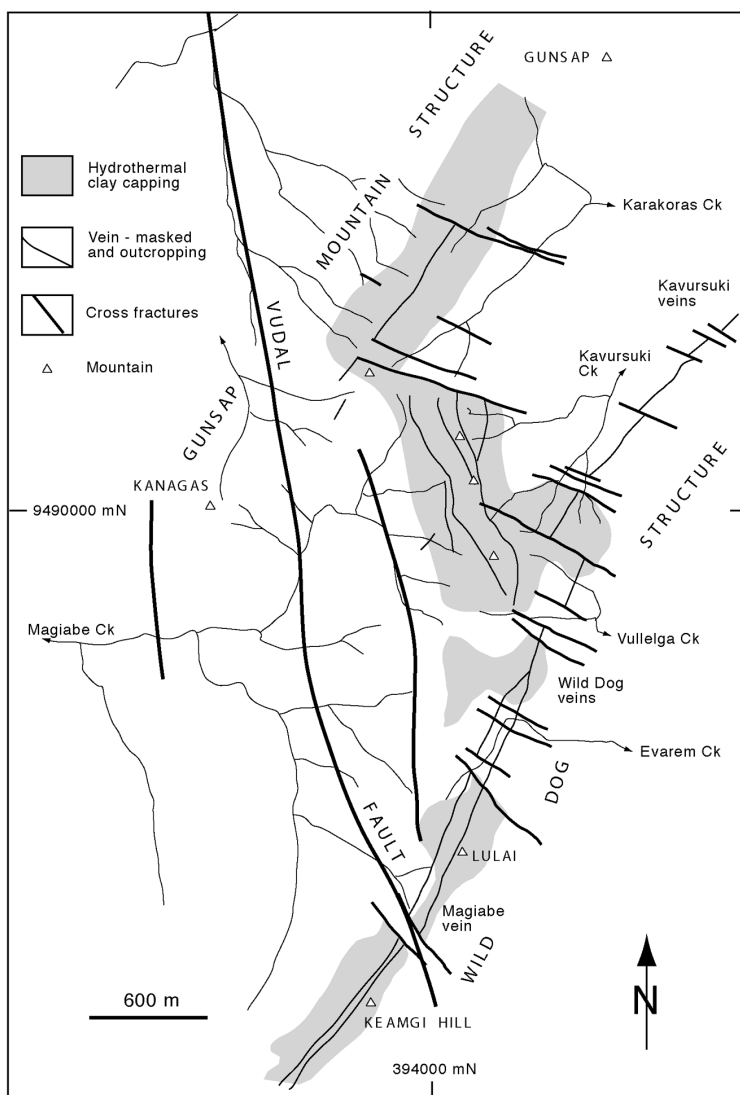 GUNSAP
STRUCTURE
MOUNTAIN
GUNSAP
Hydrothermal
clay capping
Vein - masked
and outcropping
Cross fractures
Mountain
Karakoras Ck
Kavursuki
veins
Kavursuki
Ck
VUDAL
FAULT
KANAGAS
9490000 mN
STRUCTURE
DOG
WILD
Magiabe Ck
Vullelga Ck
Wild Dog
veins
Evarem Ck
LULAI
Magiabe
vein
600 m
KEAMGI HILL
N
394000 mN